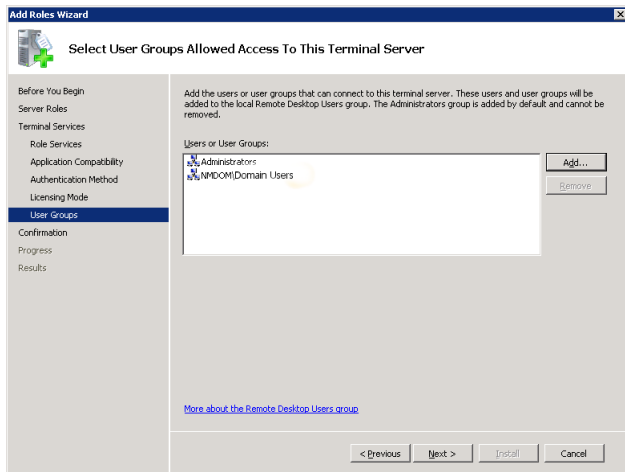 Add Roles Wizard
Select User Groups Allowed Access To This Terminal Server
Before You Begin
Server Roles
Terminal Services
Role Services
Application Compatibility
Authentication Method
Licensing Mode
User Groups
Confirmation
Progress
Results
Add the users or user groups that can connect to this terminal server. These users and user groups will be
added to the local Remote Desktop Users group. The Administrators group is added by default and cannot be
removed.
Users or User Groups:
Administrators
NMDOM\Domain Users
Add...
Remove
More about the Remote Desktop Users group
< Previous
Next >
Install
Cancel